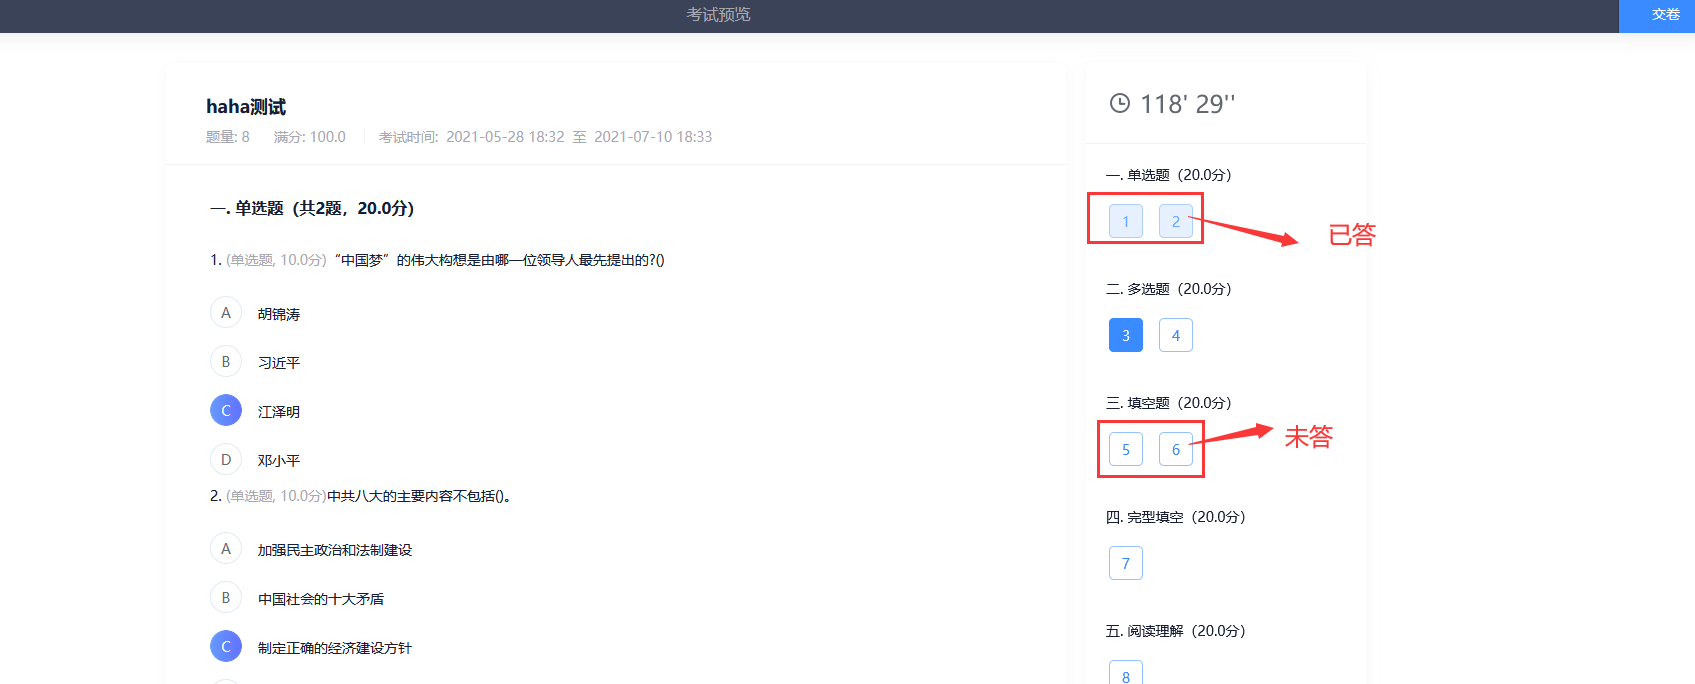 考试预览
交卷
haha测试
题量: 8 满分: 100.0 考试时间: 2021-05-28 18:32 至 2021-07-10 18:33
一. 单选题（共2题，20.0分）
1. (单选题, 10.0分) “中国梦”的伟大构想是由哪一位领导人最先提出的?()
A 胡锦涛
B 习近平
C 江泽明
D 邓小平
2. (单选题, 10.0分)中共八大的主要内容不包括()。
A 加强民主政治和法制建设
B 中国社会的十大矛盾
C 制定正确的经济建设方针
118' 29''
一. 单选题（20.0分）
1 2
已答
二. 多选题（20.0分）
3 4
三. 填空题（20.0分）
5 6
未答
四. 完型填空（20.0分）
7
五. 阅读理解（20.0分）
8